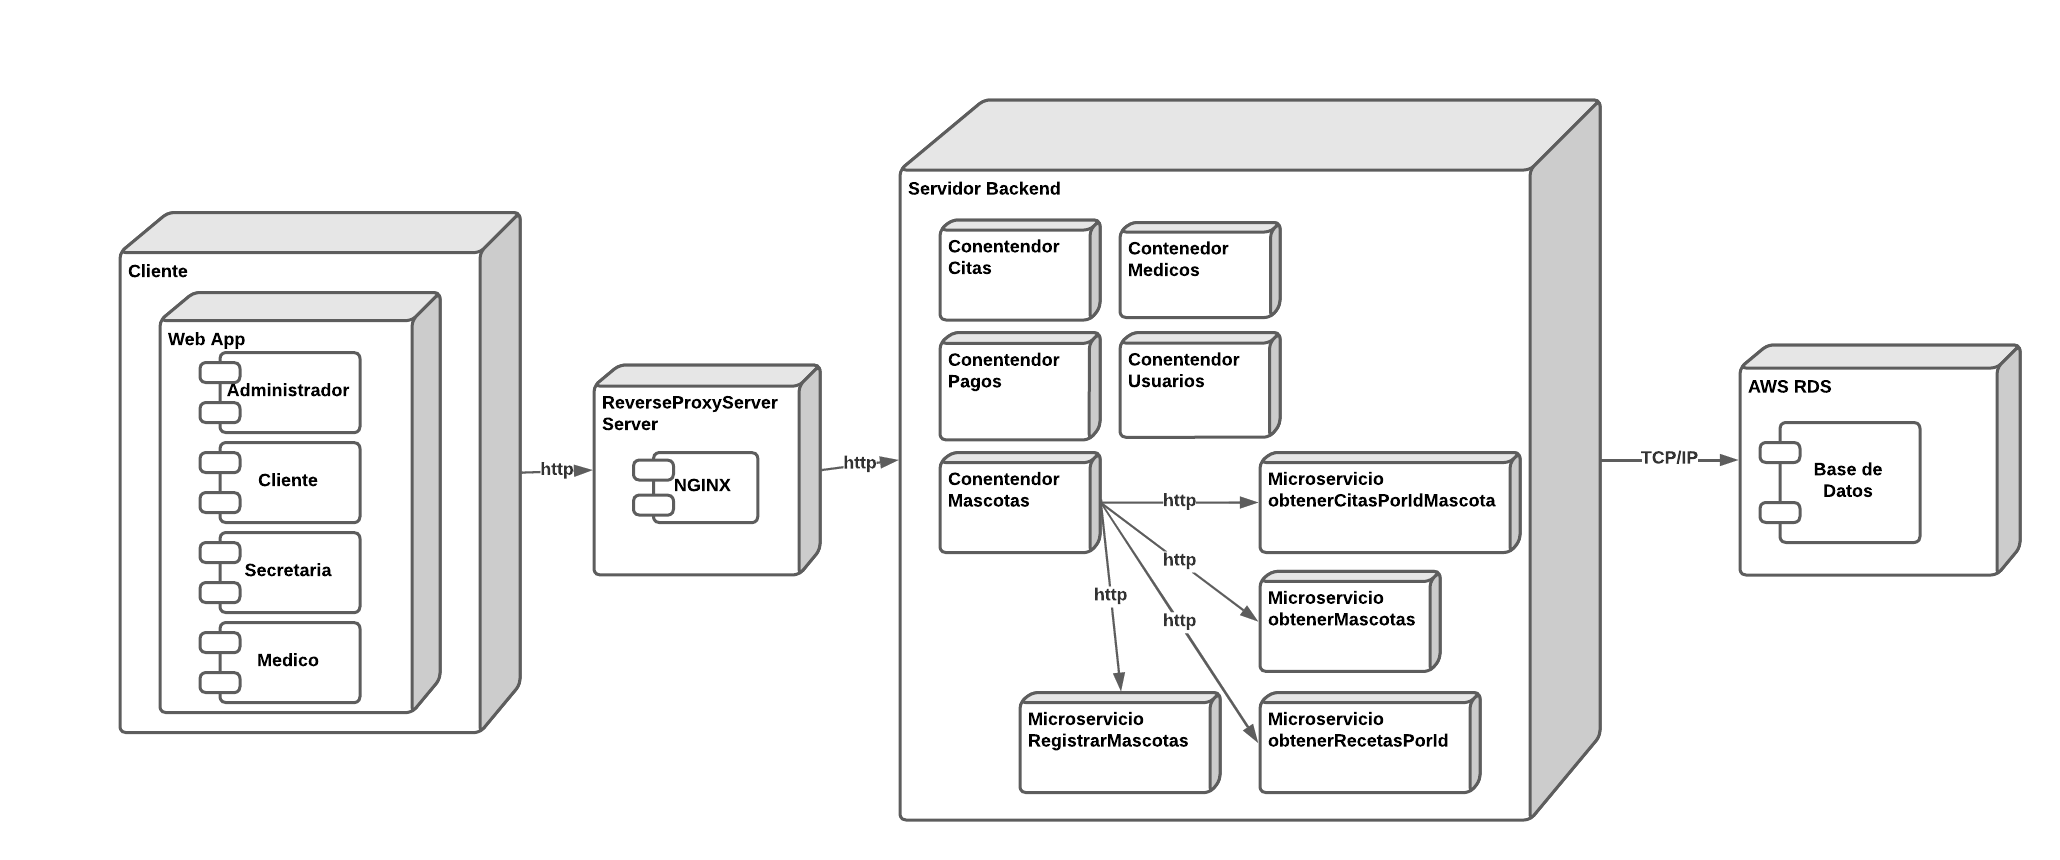 Cliente
Web App
Administrador
Cliente
Secretaria
Medico
http
ReverseProxyServer
Server
NGINX
http
Servidor Backend
Conentendor
Citas
Contenedor
Medicos
Conentendor
Pagos
Conentendor
Usuarios
Conentendor
Mascotas
http
http
http
http
Microservicio
obtenerCitasPorIdMascota
Microservicio
obtenerMascotas
Microservicio
RegistrarMascotas
Microservicio
obtenerRecetasPorId
TCP/IP
AWS RDS
Base de
Datos